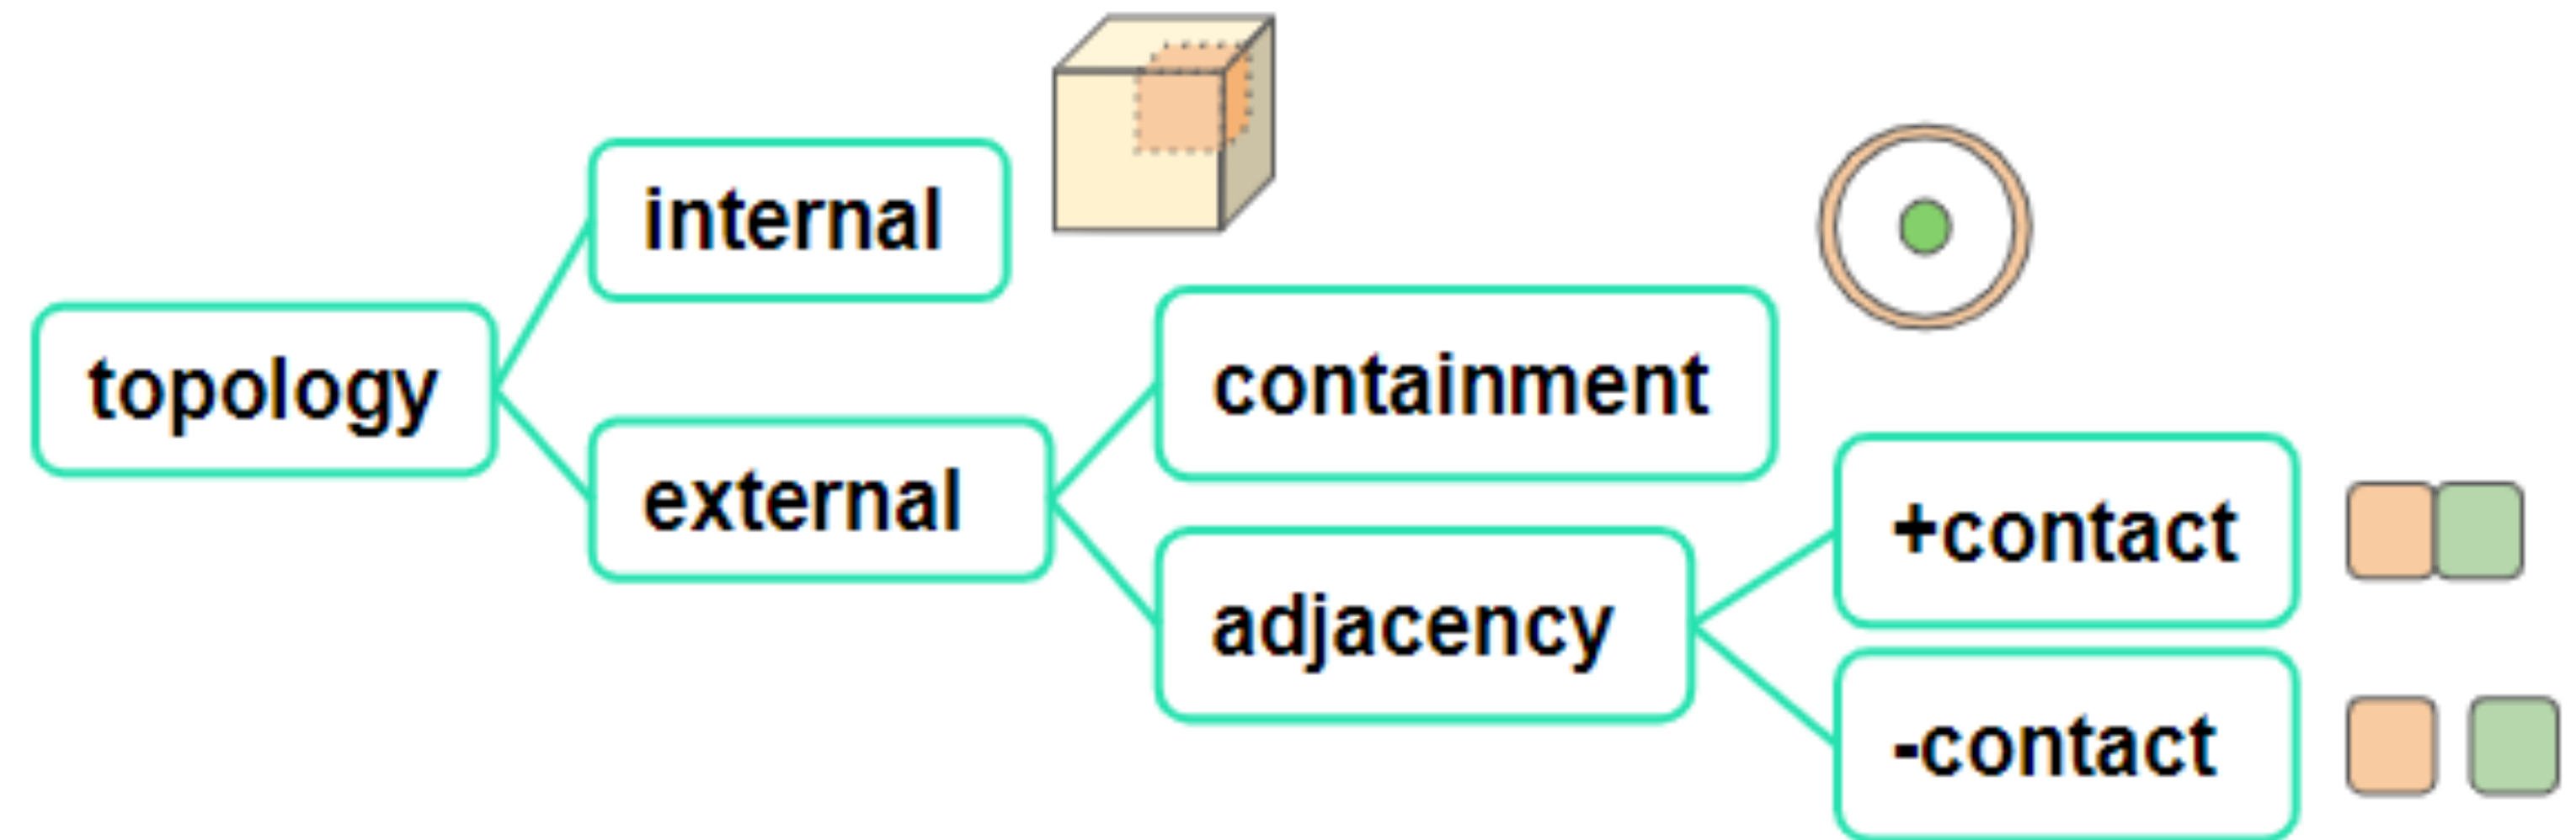 topology
internal
external
containment
adjacency
+contact
-contact